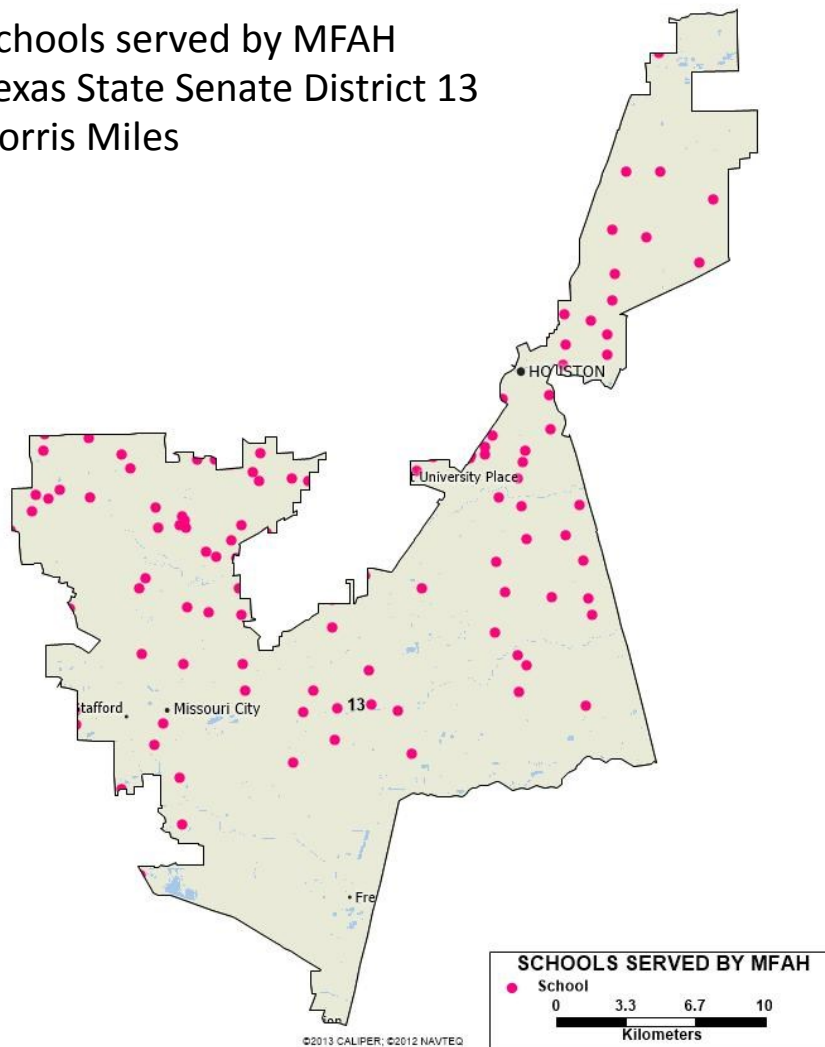 chools served by MFAH
exas State Senate District 13
orris Miles
HOUSTON
t University Place
13
tafford
Missouri City
Fre
SCHOOLS SERVED BY MFAH
School
0 3.3 6.7 10
Kilometers
©2013 CALIPER; ©2012 NAVTEQ